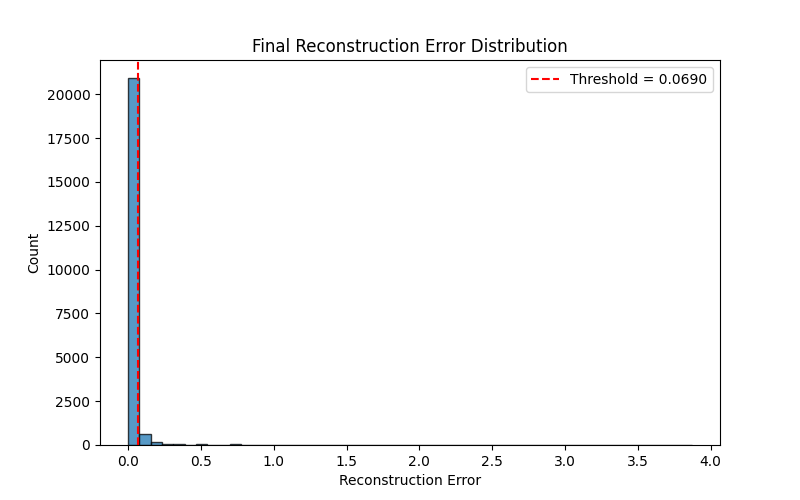 Final Reconstruction Error Distribution
Threshold = 0.0690
20000
17500
15000
12500
10000
7500
5000
2500
0
Count
0.0 0.5 1.0 1.5 2.0 2.5 3.0 3.5 4.0
Reconstruction Error